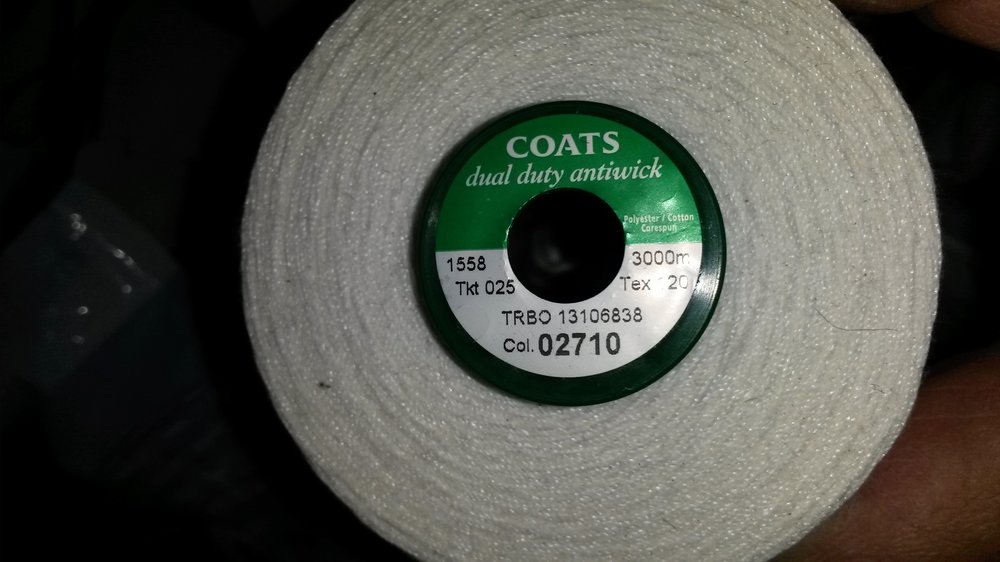 COATS
dual duty antiwick
Polyester / Cotton
Corespun
1558 3000m
Tkt 025 Tex 120
TRBO 13106838
Col. 02710